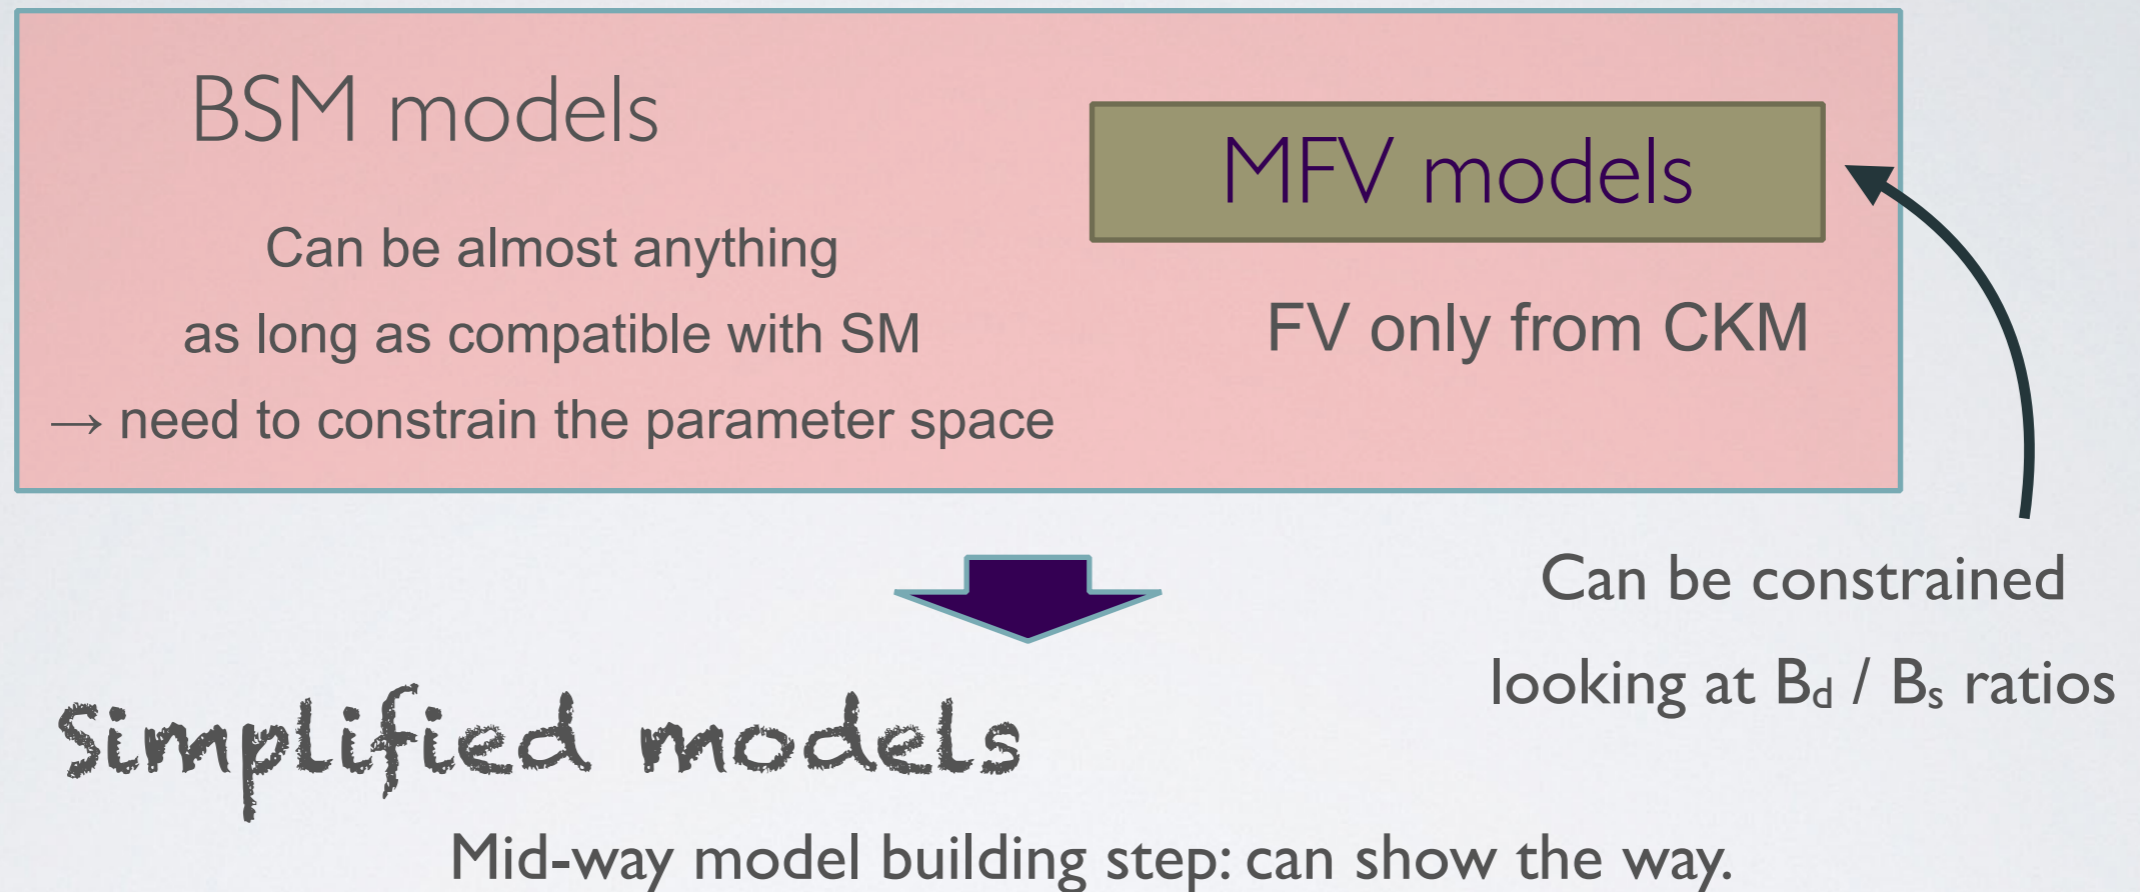 BSM models
Can be almost anything
as long as compatible with SM
→ need to constrain the parameter space
MFV models
FV only from CKM
Can be constrained
looking at B_d / B_s ratios
Simplified models
Mid-way model building step: can show the way.